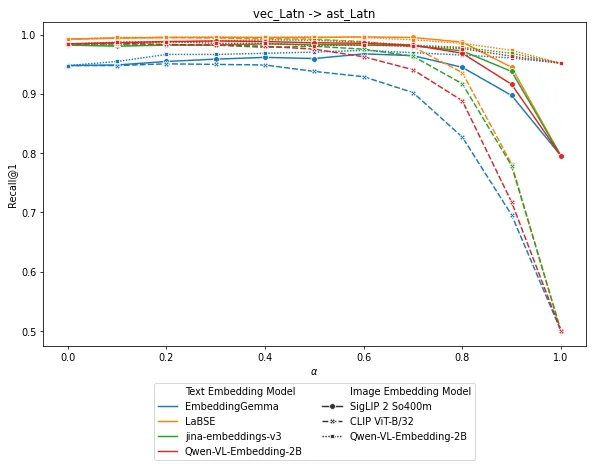 vec_Latn -> ast_Latn
1.0
0.9
0.8
0.7
0.6
0.5
Recall@1
0.0 0.2 0.4 0.6 0.8 1.0
α
Text Embedding Model Image Embedding Model
EmbeddingGemma SigLIP 2 So400m
LaBSE CLIP ViT-B/32
jina-embeddings-v3 Qwen-VL-Embedding-2B
Qwen-VL-Embedding-2B